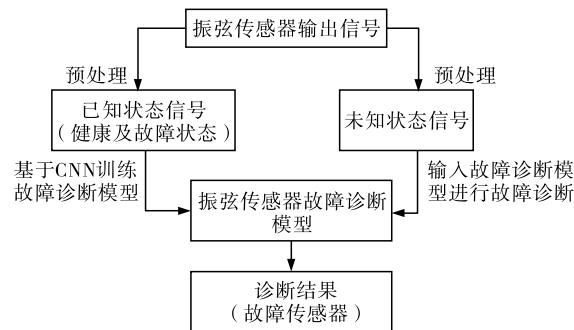 振弦传感器输出信号
预处理
预处理
已知状态信号
（健康及故障状态）
未知状态信号
基于CNN训练
故障诊断模型
输入故障诊断模
型进行故障诊断
振弦传感器故障诊断
模型
诊断结果
（故障传感器）